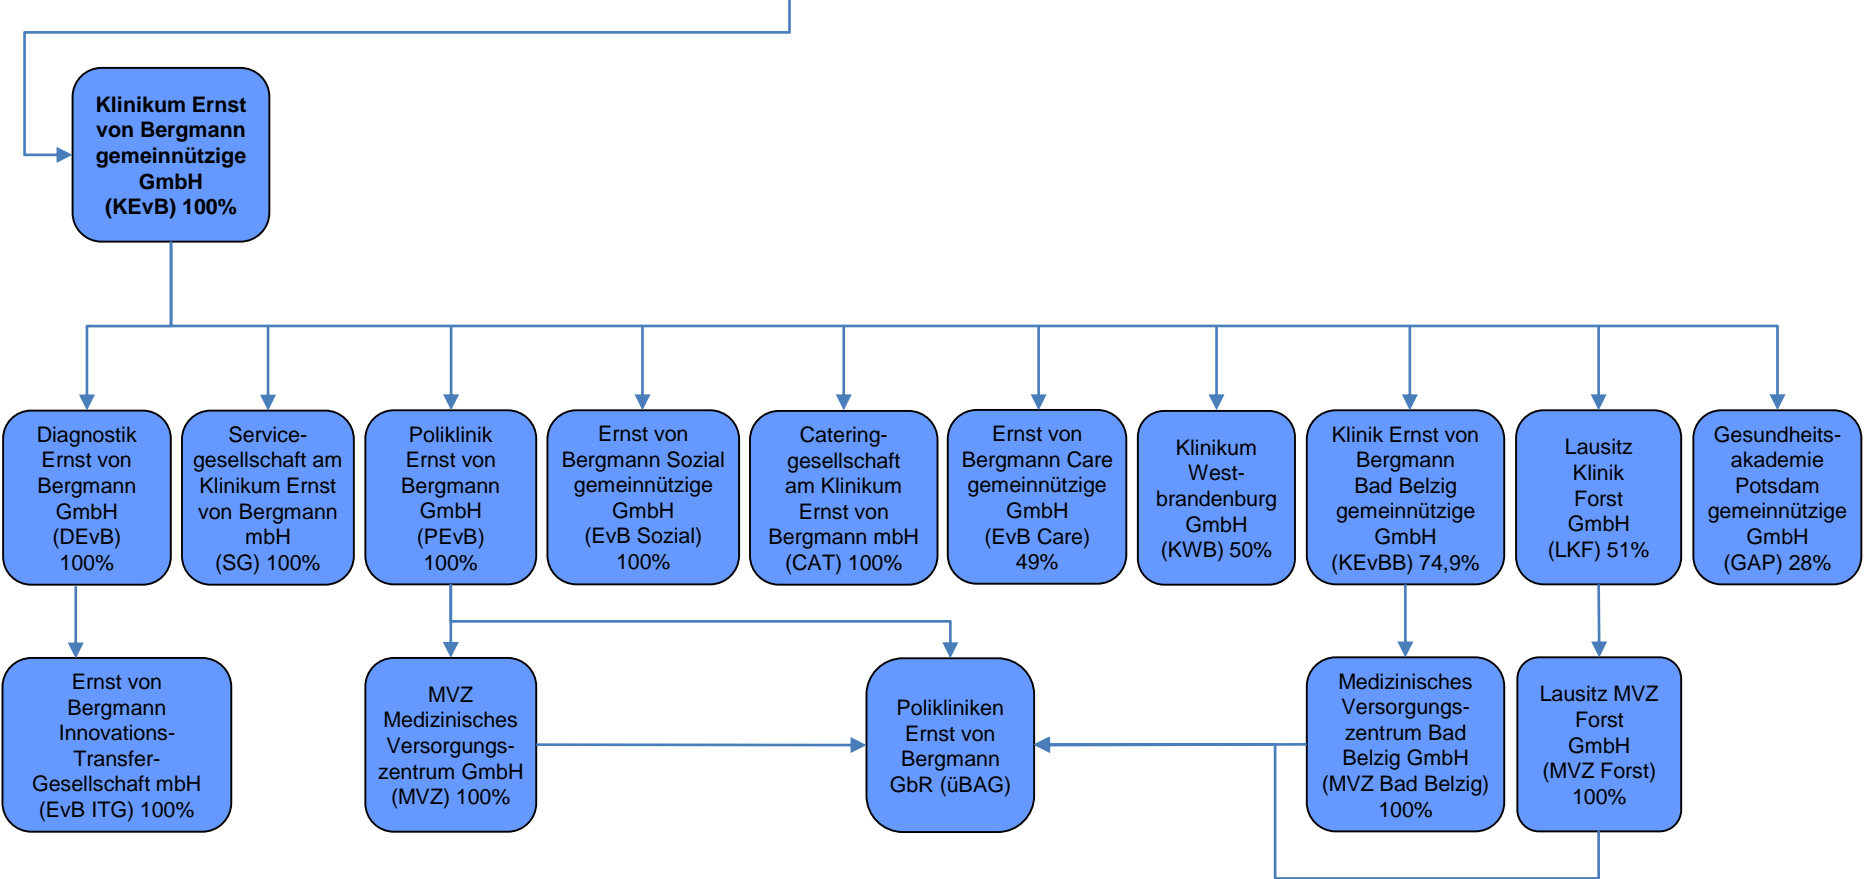 Klinikum Ernst
von Bergmann
gemeinnützige
GmbH
(KEvB) 100%
Diagnostik
Ernst von
Bergmann
GmbH
(DEvB)
100%
Service-
gesellschaft am
Klinikum Ernst
von Bergmann
mbH
(SG) 100%
Poliklinik
Ernst von
Bergmann
GmbH
(PEvB)
100%
Ernst von
Bergmann Sozial
gemeinnützige
GmbH
(EvB Sozial)
100%
Catering-
gesellschaft
am Klinikum
Ernst von
Bergmann mbH
(CAT) 100%
Ernst von
Bergmann Care
gemeinnützige
GmbH
(EvB Care)
49%
Klinikum
West-
brandenburg
GmbH
(KWB) 50%
Klinik Ernst von
Bergmann
Bad Belzig
gemeinnützige
GmbH
(KEvBB) 74,9%
Lausitz
Klinik
Forst
GmbH
(LKF) 51%
Gesundheits-
akademie
Potsdam
gemeinnützige
GmbH
(GAP) 28%
Ernst von
Bergmann
Innovations-
Transfer-
Gesellschaft mbH
(EvB ITG) 100%
MVZ
Medizinisches
Versorgungs-
zentrum GmbH
(MVZ) 100%
Polikliniken
Ernst von
Bergmann
GbR (üBAG)
Medizinisches
Versorgungs-
zentrum Bad
Belzig GmbH
(MVZ Bad Belzig)
100%
Lausitz MVZ
Forst
GmbH
(MVZ Forst)
100%